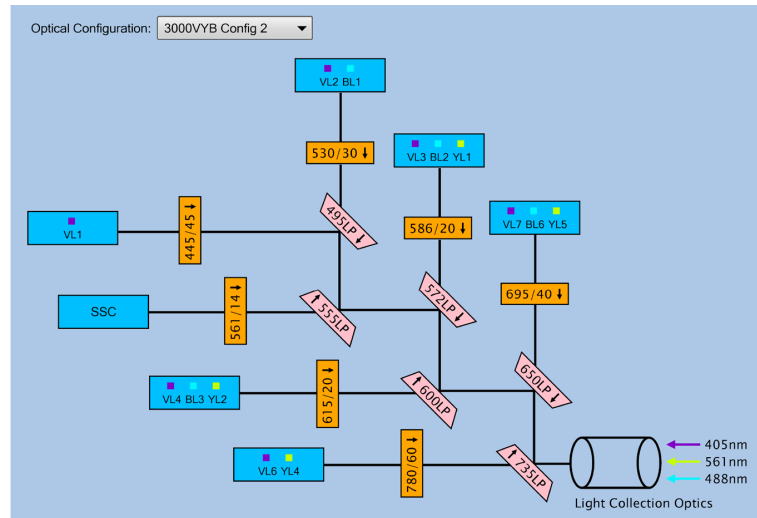 Optical Configuration: 3000VYB Config 2
VL2 BL1
530/30
VL3 BL2 YL1
586/20
VL7 BL6 YL5
695/40
VL1
445/45
495LP
SSC
561/14
555LP
572LP
VL4 BL3 YL2
615/20
600LP
650LP
VL6 YL4
780/60
735LP
405nm
561nm
488nm
Light Collection Optics